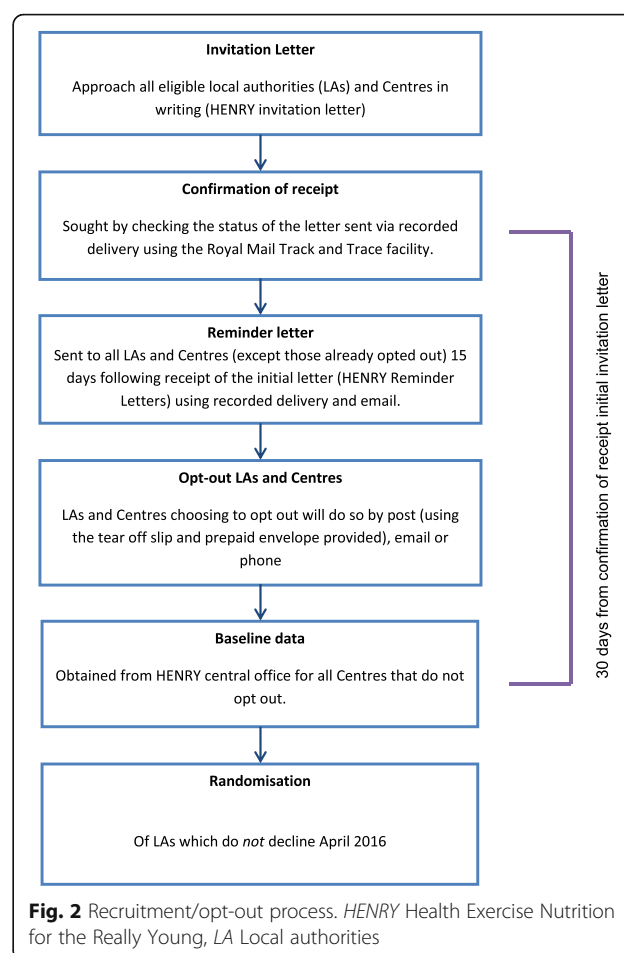 Invitation Letter
Approach all eligible local authorities (LAs) and Centres in
writing (HENRY invitation letter)
Confirmation of receipt
Sought by checking the status of the letter sent via recorded
delivery using the Royal Mail Track and Trace facility.
Reminder letter
Sent to all LAs and Centres (except those already opted out) 15
days following receipt of the initial letter (HENRY Reminder
Letters) using recorded delivery and email.
Opt-out LAs and Centres
LAs and Centres choosing to opt out will do so by post (using
the tear off slip and prepaid envelope provided), email or
phone
Baseline data
Obtained from HENRY central office for all Centres that do not
opt out.
Randomisation
Of LAs which do not decline April 2016
30 days from confirmation of receipt initial invitation letter
Fig. 2 Recruitment/opt-out process. HENRY Health Exercise Nutrition
for the Really Young, LA Local authorities